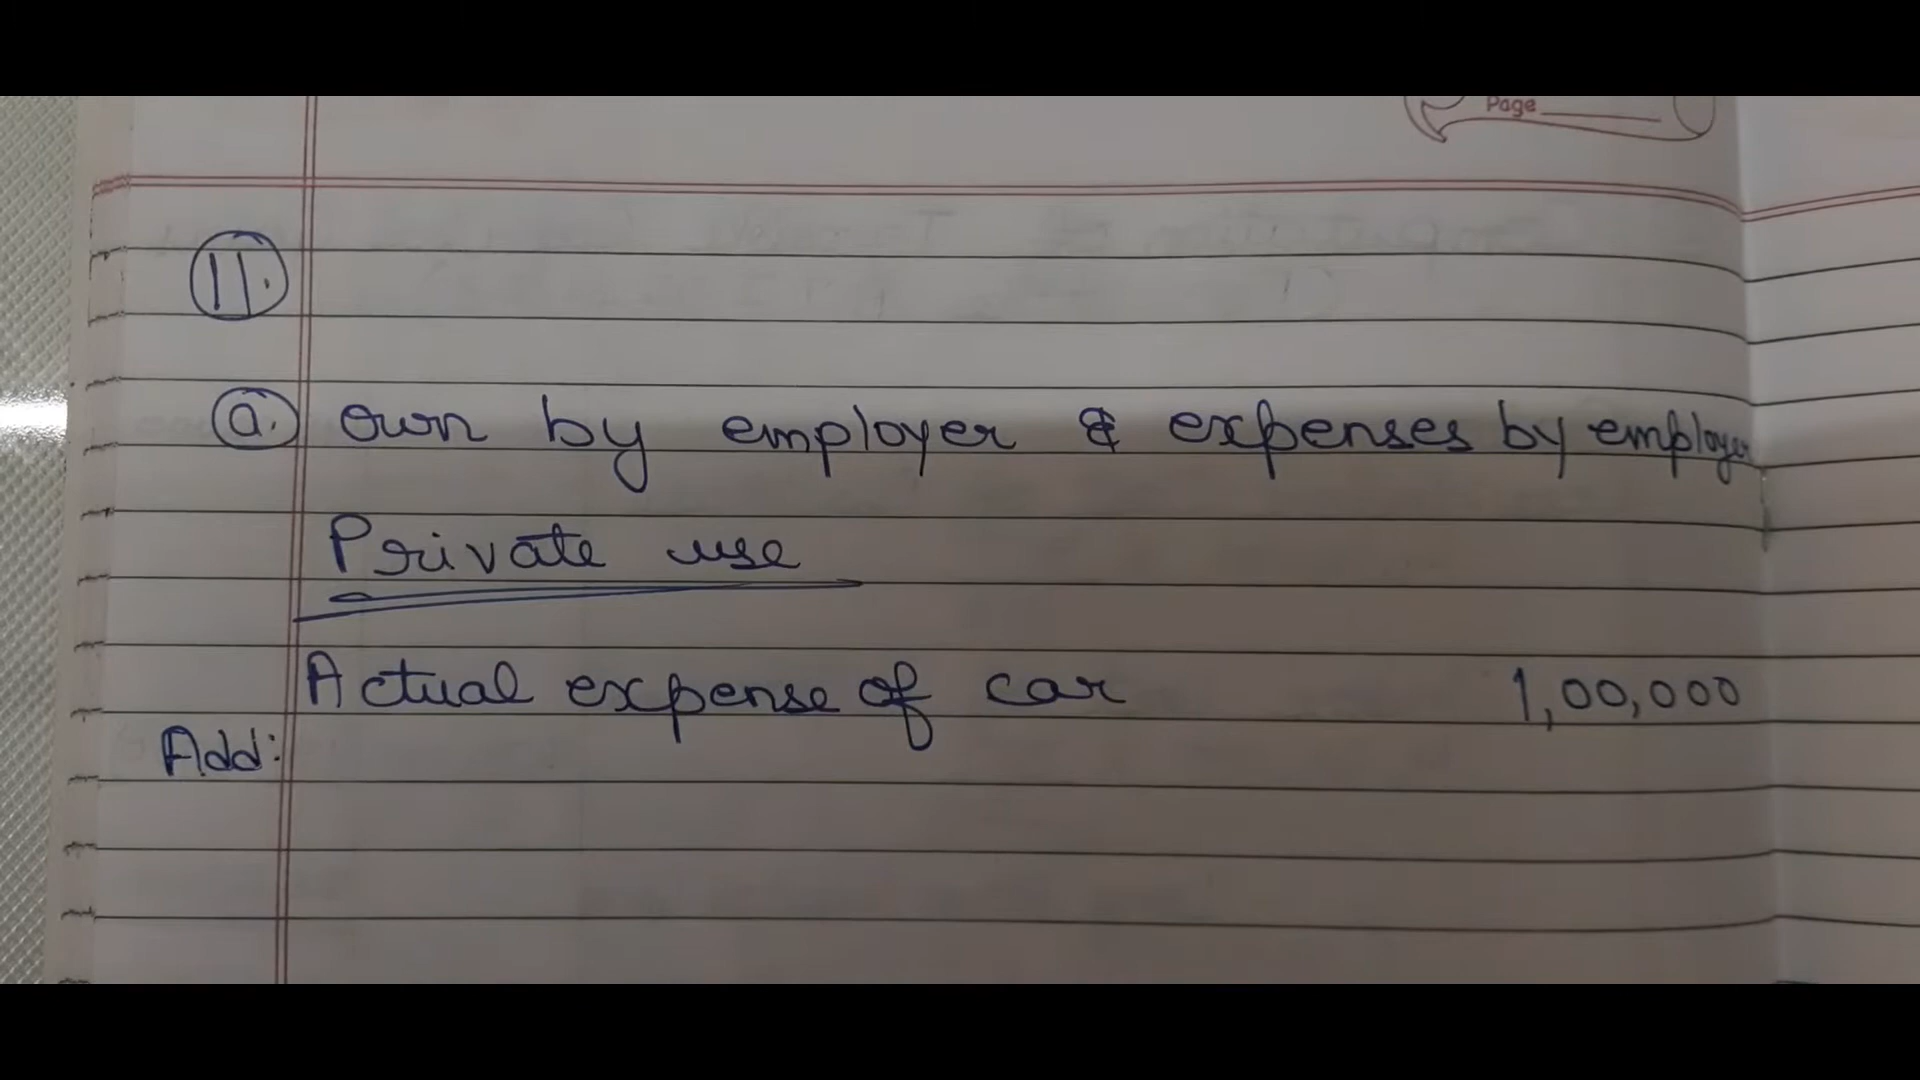 Page
11.
a. own by employer & expenses by employer
Private use
Actual expense of car 1,00,000
Add: